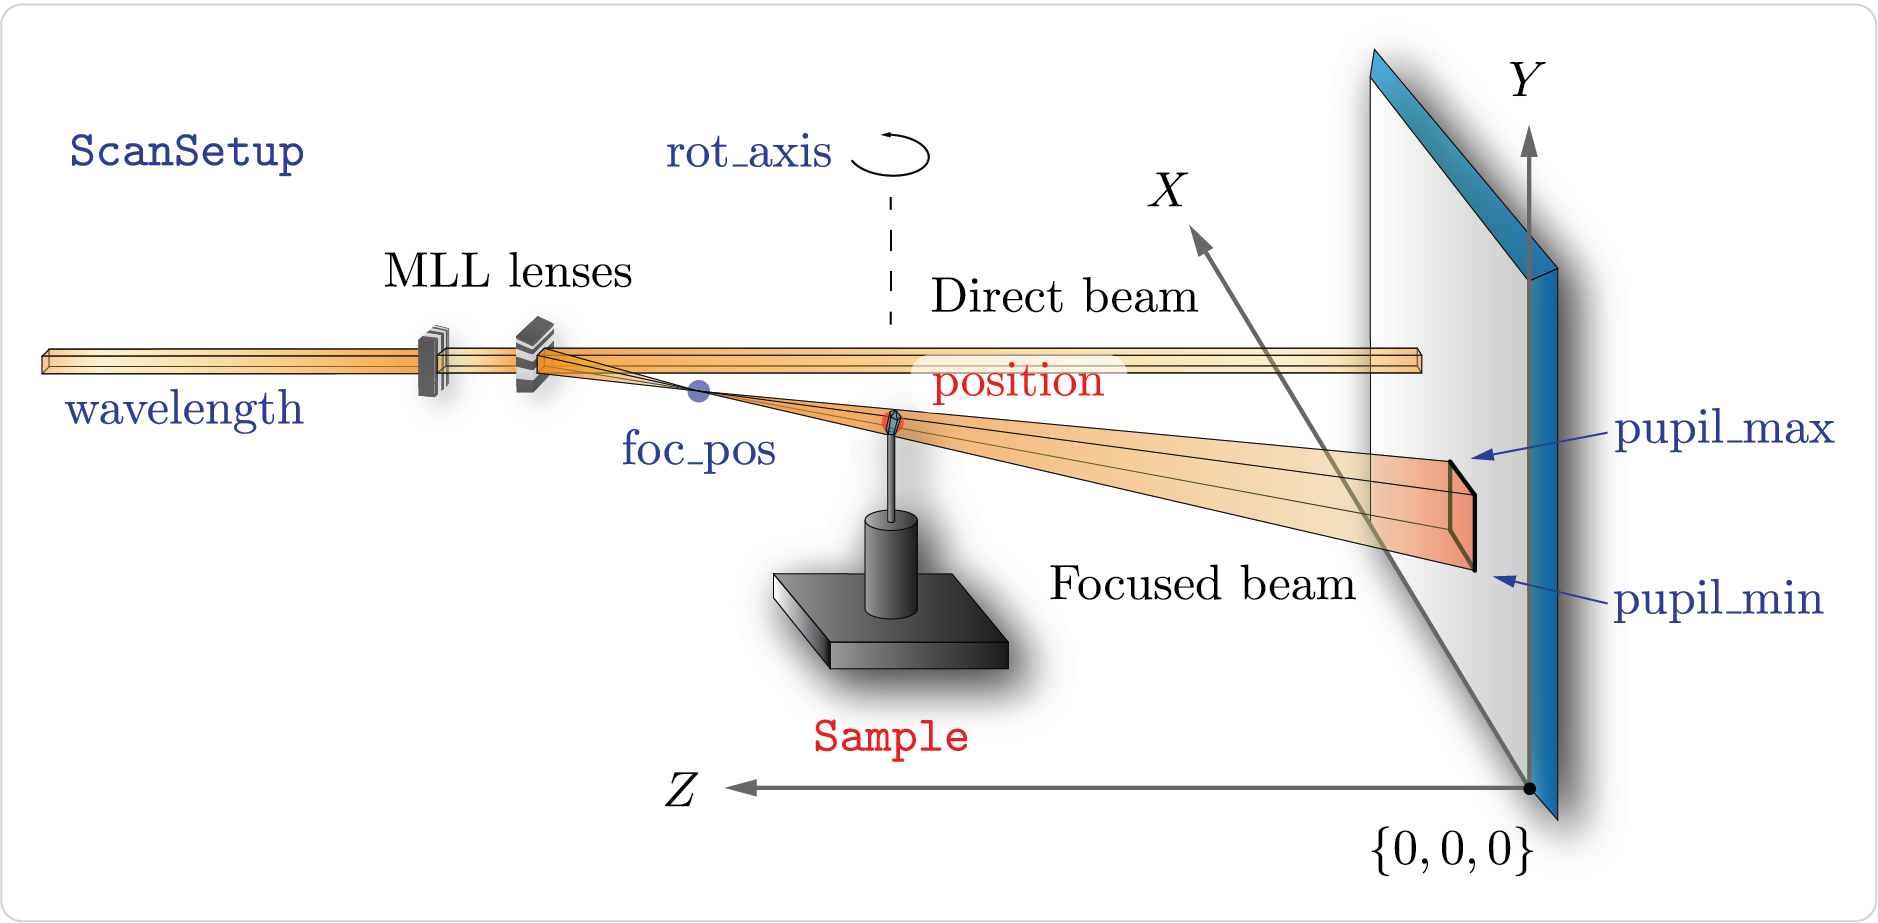 Y
ScanSetup
rot_axis
X
MLL lenses
Direct beam
position
wavelength
foc_pos
pupil_max
Focused beam
pupil_min
Sample
Z
{0, 0, 0}